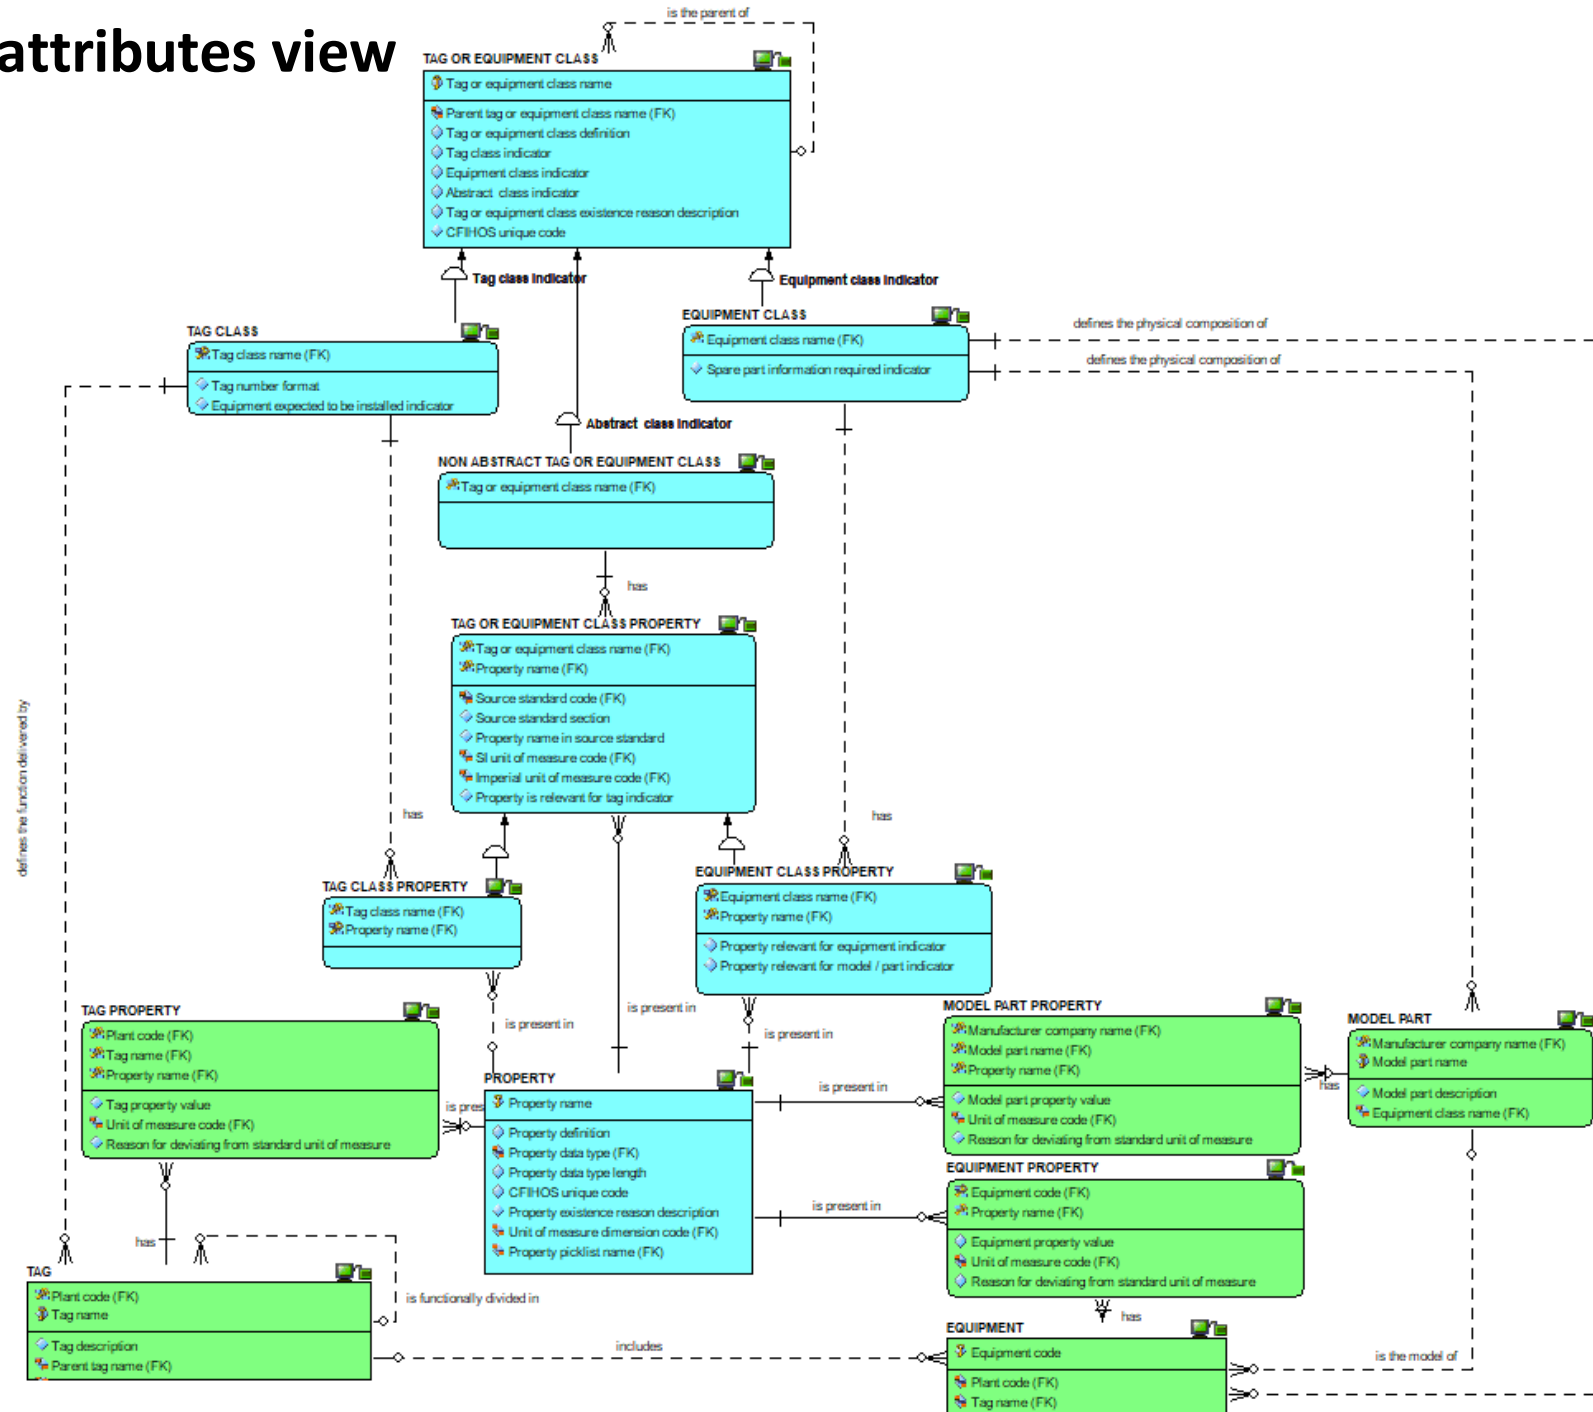 attributes view
is the parent of
TAG OR EQUIPMENT CLASS
Tag or equipment class name
Parent tag or equipment class name (FK)
Tag or equipment class definition
Tag class indicator
Equipment class indicator
Abstract class indicator
Tag or equipment class existence reason description
CFIHOS unique code
Tag class indicator
Equipment class indicator
TAG CLASS
Tag class name (FK)
Tag number format
Equipment expected to be installed indicator
EQUIPMENT CLASS
Equipment class name (FK)
Spare part information required indicator
defines the physical composition of
defines the physical composition of
Abstract class indicator
NON ABSTRACT TAG OR EQUIPMENT CLASS
Tag or equipment class name (FK)
has
TAG OR EQUIPMENT CLASS PROPERTY
Tag or equipment class name (FK)
Property name (FK)
Source standard code (FK)
Source standard section
Property name in source standard
SI unit of measure code (FK)
Imperial unit of measure code (FK)
Property is relevant for tag indicator
defines the function delivered by
has
has
TAG CLASS PROPERTY
Tag class name (FK)
Property name (FK)
EQUIPMENT CLASS PROPERTY
Equipment class name (FK)
Property name (FK)
Property relevant for equipment indicator
Property relevant for model / part indicator
is present in
is present in
is present in
TAG PROPERTY
Plant code (FK)
Tag name (FK)
Property name (FK)
Tag property value
Unit of measure code (FK)
Reason for deviating from standard unit of measure
is pres
PROPERTY
Property name
Property definition
Property data type (FK)
Property data type length
CFIHOS unique code
Property existence reason description
Unit of measure dimension code (FK)
Property picklist name (FK)
is present in
is present in
MODEL PART PROPERTY
Manufacturer company name (FK)
Model part name (FK)
Property name (FK)
Model part property value
Unit of measure code (FK)
Reason for deviating from standard unit of measure
has
MODEL PART
Manufacturer company name (FK)
Model part name
Model part description
Equipment class name (FK)
EQUIPMENT PROPERTY
Equipment code (FK)
Property name (FK)
Equipment property value
Unit of measure code (FK)
Reason for deviating from standard unit of measure
has
has
TAG
Plant code (FK)
Tag name
Tag description
Parent tag name (FK)
is functionally divided in
includes
EQUIPMENT
Equipment code
Plant code (FK)
Tag name (FK)
is the model of